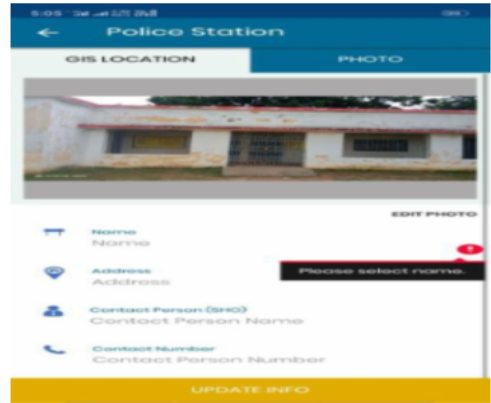 5:05
Police Station
GIS LOCATION
PHOTO
EDIT PHOTO
Name
Name
Please select name.
Address
Address
Contact Person (SHO)
Contact Person Name
Contact Number
Contact Person Number
UPDATE INFO